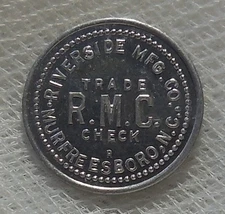 RIVERSIDE MFG. CO.
TRADE
R.M.C.
CHECK
MURFREESBORO, N.C.